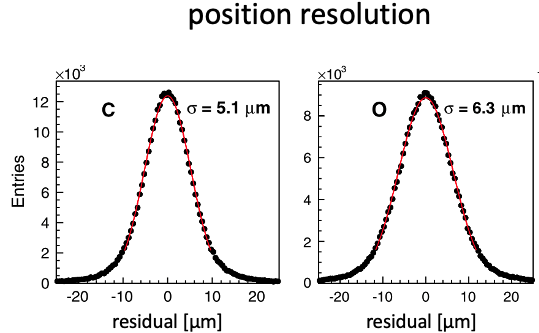 position resolution
×10³
C
σ = 5.1 μm
12
10
8
6
4
2
0
Entries
-20 -10 0 10 20
residual [μm]
×10³
O
σ = 6.3 μm
8
6
4
2
0
-20 -10 0 10 20
residual [μm]